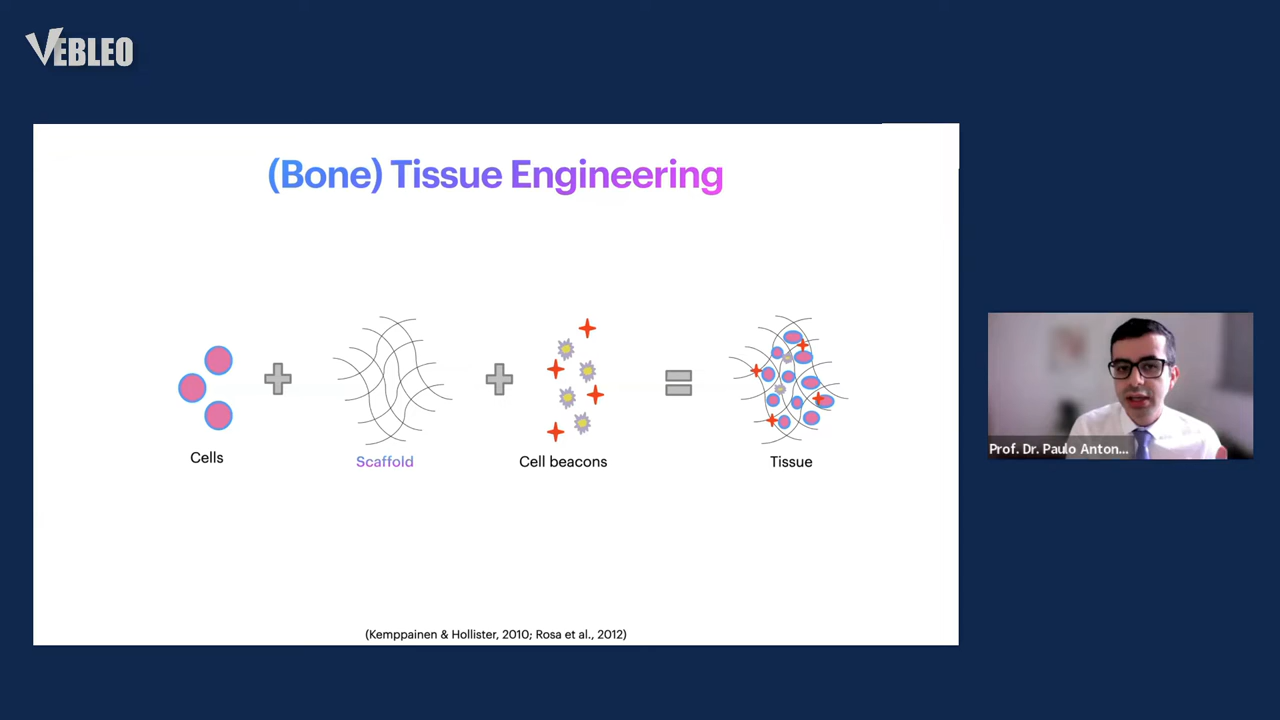 VEBLEO
(Bone) Tissue Engineering
Cells
Scaffold
Cell beacons
Tissue
(Kemppainen & Hollister, 2010; Rosa et al., 2012)
Prof. Dr. Paulo Anton...